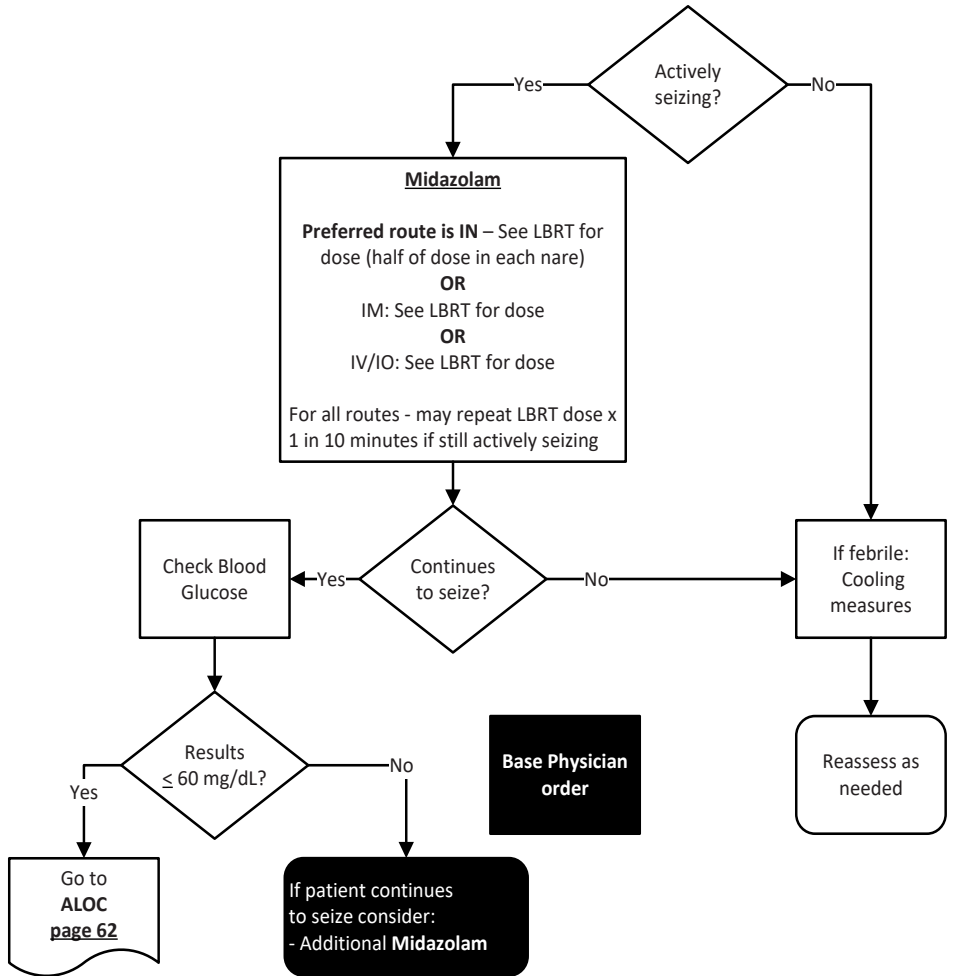 Actively
seizing?
Yes
No
Midazolam
Preferred route is IN – See LBRT for
dose (half of dose in each nare)
OR
IM: See LBRT for dose
OR
IV/IO: See LBRT for dose
For all routes - may repeat LBRT dose x
1 in 10 minutes if still actively seizing
Check Blood
Glucose
Yes
Continues
to seize?
No
If febrile:
Cooling
measures
Results
≤ 60 mg/dL?
Yes
No
Base Physician
order
Reassess as
needed
Go to
ALOC
page 62
If patient continues
to seize consider:
- Additional Midazolam